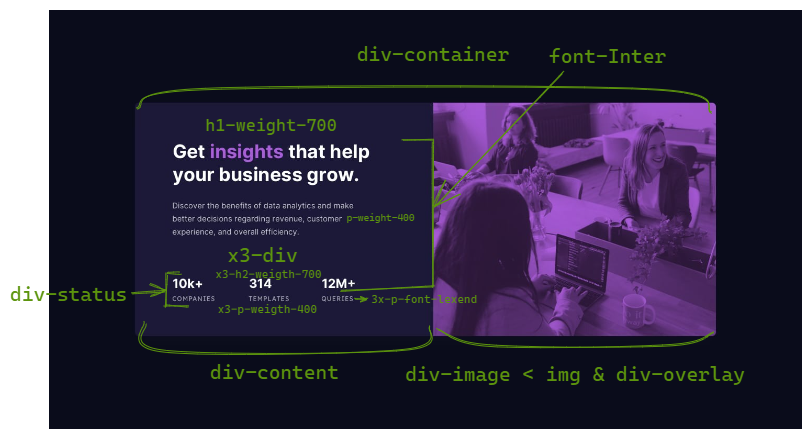 div-container
font-Inter
h1-weight-700
Get insights that help
your business grow.
Discover the benefits of data analytics and make
better decisions regarding revenue, customer
experience, and overall efficiency.
p-weight-400
x3-div
x3-h2-weigth-700
div-status
10k+
COMPANIES
314
TEMPLATES
12M+
QUERIES
3x-p-font-lexend
x3-p-weigth-400
div-content
div-image < img & div-overlay